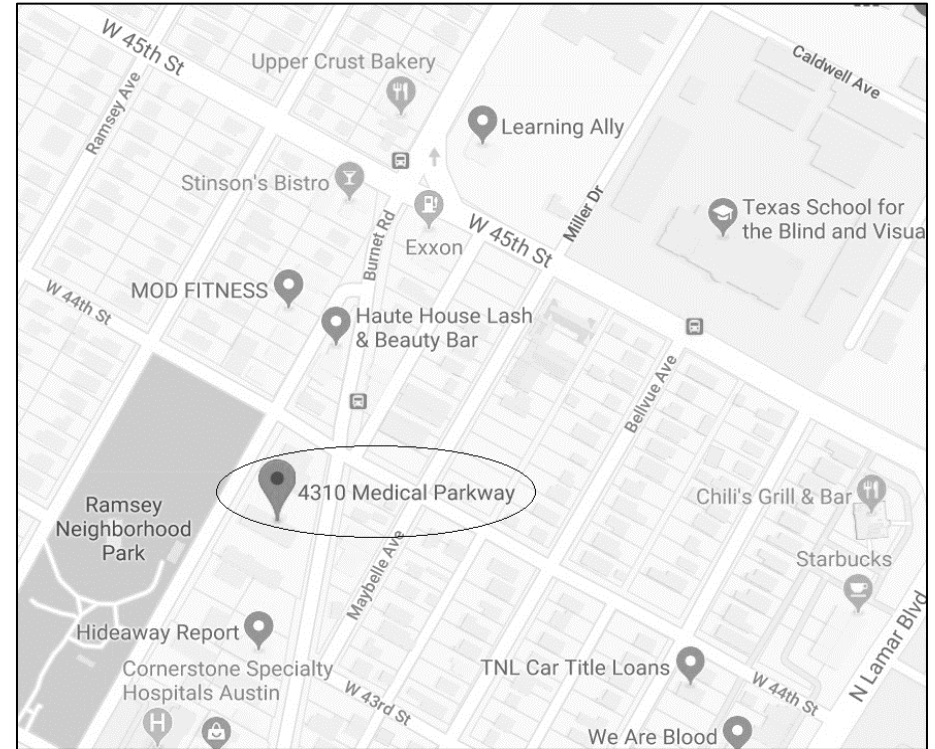 W 45th St
Upper Crust Bakery
Caldwell Ave
Ramsey Ave
Learning Ally
Stinson's Bistro
Miller Dr
Texas School for
the Blind and Visua
Burnet Rd
Exxon
W 45th St
MOD FITNESS
W 44th St
Haute House Lash
& Beauty Bar
Bellvue Ave
4310 Medical Parkway
Chili's Grill & Bar
Ramsey
Neighborhood
Park
Maybelle Ave
Starbucks
Hideaway Report
N Lamar Blvd
Cornerstone Specialty
Hospitals Austin
TNL Car Title Loans
W 43rd St
W 44th St
H
We Are Blood